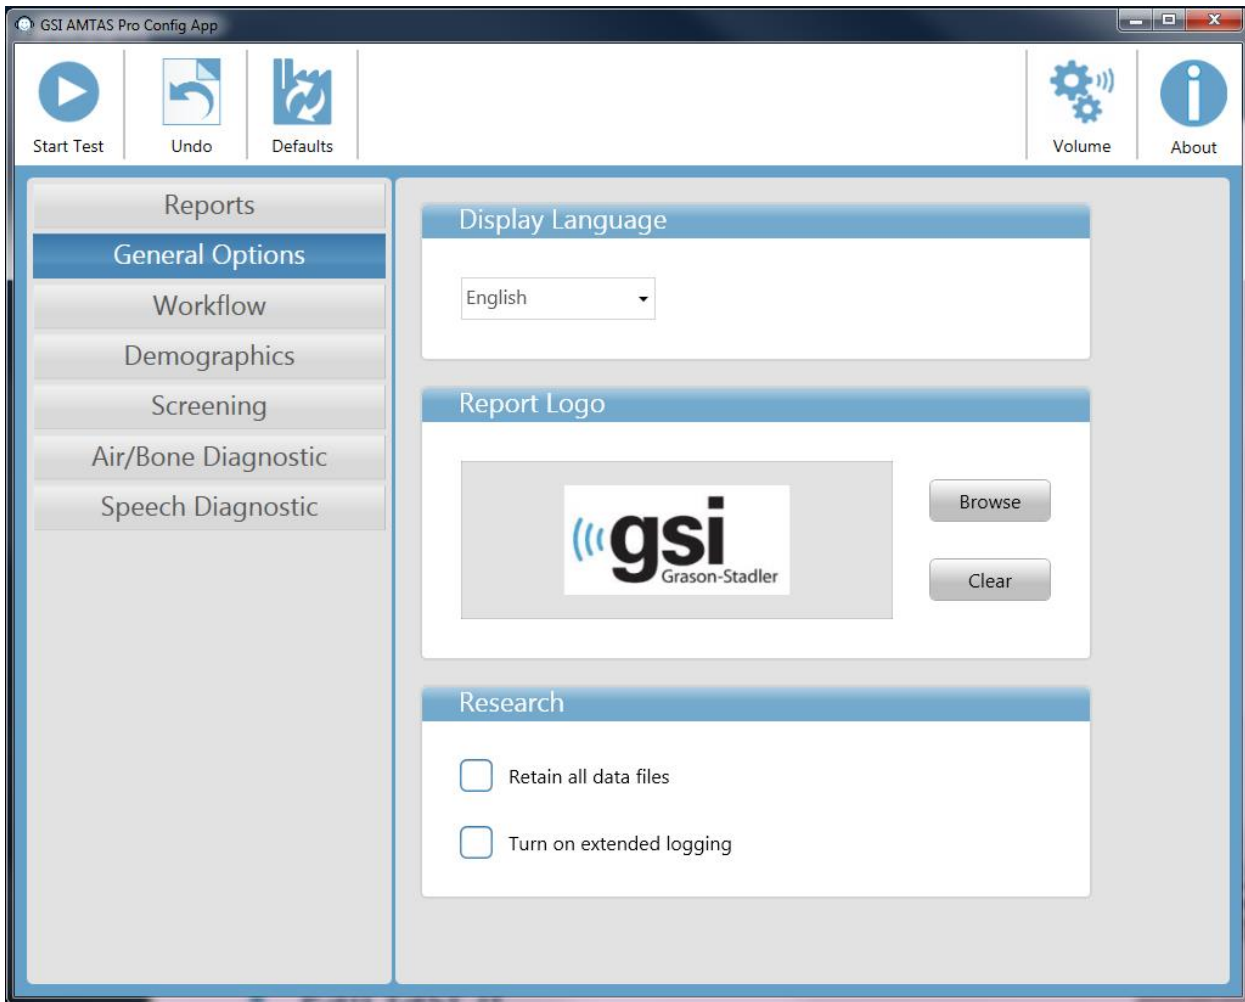 GSI AMTAS Pro Config App
Start Test
Undo
Defaults
Volume
About
Reports
General Options
Workflow
Demographics
Screening
Air/Bone Diagnostic
Speech Diagnostic
Display Language
English
Report Logo
gsi
Grason-Stadler
Browse
Clear
Research
Retain all data files
Turn on extended logging